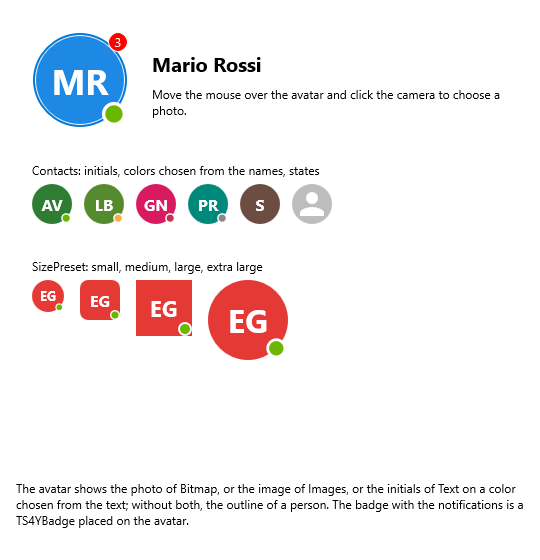 3
MR
Mario Rossi
Move the mouse over the avatar and click the camera to choose a
photo.
Contacts: initials, colors chosen from the names, states
AV LB GN PR S
SizePreset: small, medium, large, extra large
EG EG EG EG
The avatar shows the photo of Bitmap, or the image of Images, or the initials of Text on a color
chosen from the text; without both, the outline of a person. The badge with the notifications is a
TS4YBadge placed on the avatar.